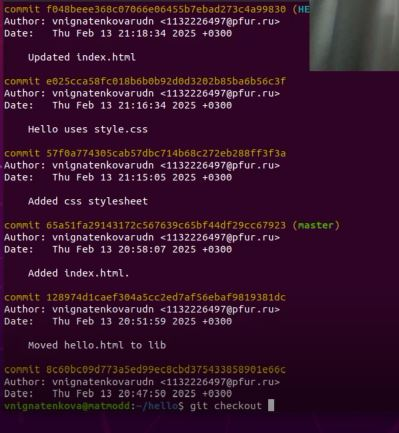 commit f048beee368c07066e06455b7ebad273c4a99830 (HE
Author: vnignatenkovarudn <1132226497@pfur.ru>
Date: Thu Feb 13 21:18:34 2025 +0300
Updated index.html
commit e025cca58fc018b6b0b92d0d3202b85ba6b56c3f
Author: vnignatenkovarudn <1132226497@pfur.ru>
Date: Thu Feb 13 21:16:34 2025 +0300
Hello uses style.css
commit 57f0a774305cab57dbc714b68c272eb288ff3f3a
Author: vnignatenkovarudn <1132226497@pfur.ru>
Date: Thu Feb 13 21:15:05 2025 +0300
Added css stylesheet
commit 65a51fa29143172c567639c65bf44df29cc67923 (master)
Author: vnignatenkovarudn <1132226497@pfur.ru>
Date: Thu Feb 13 20:58:07 2025 +0300
Added index.html.
commit 128974d1caef304a5cc2ed7af56ebaf9819381dc
Author: vnignatenkovarudn <1132226497@pfur.ru>
Date: Thu Feb 13 20:51:59 2025 +0300
Moved hello.html to lib
commit 8c60bc09d773a5ed99ec8cbd375433858901e66c
Author: vnignatenkovarudn <1132226497@pfur.ru>
Date: Thu Feb 13 20:47:50 2025 +0300
vnignatenkova@matmodd:~/hello$ git checkout